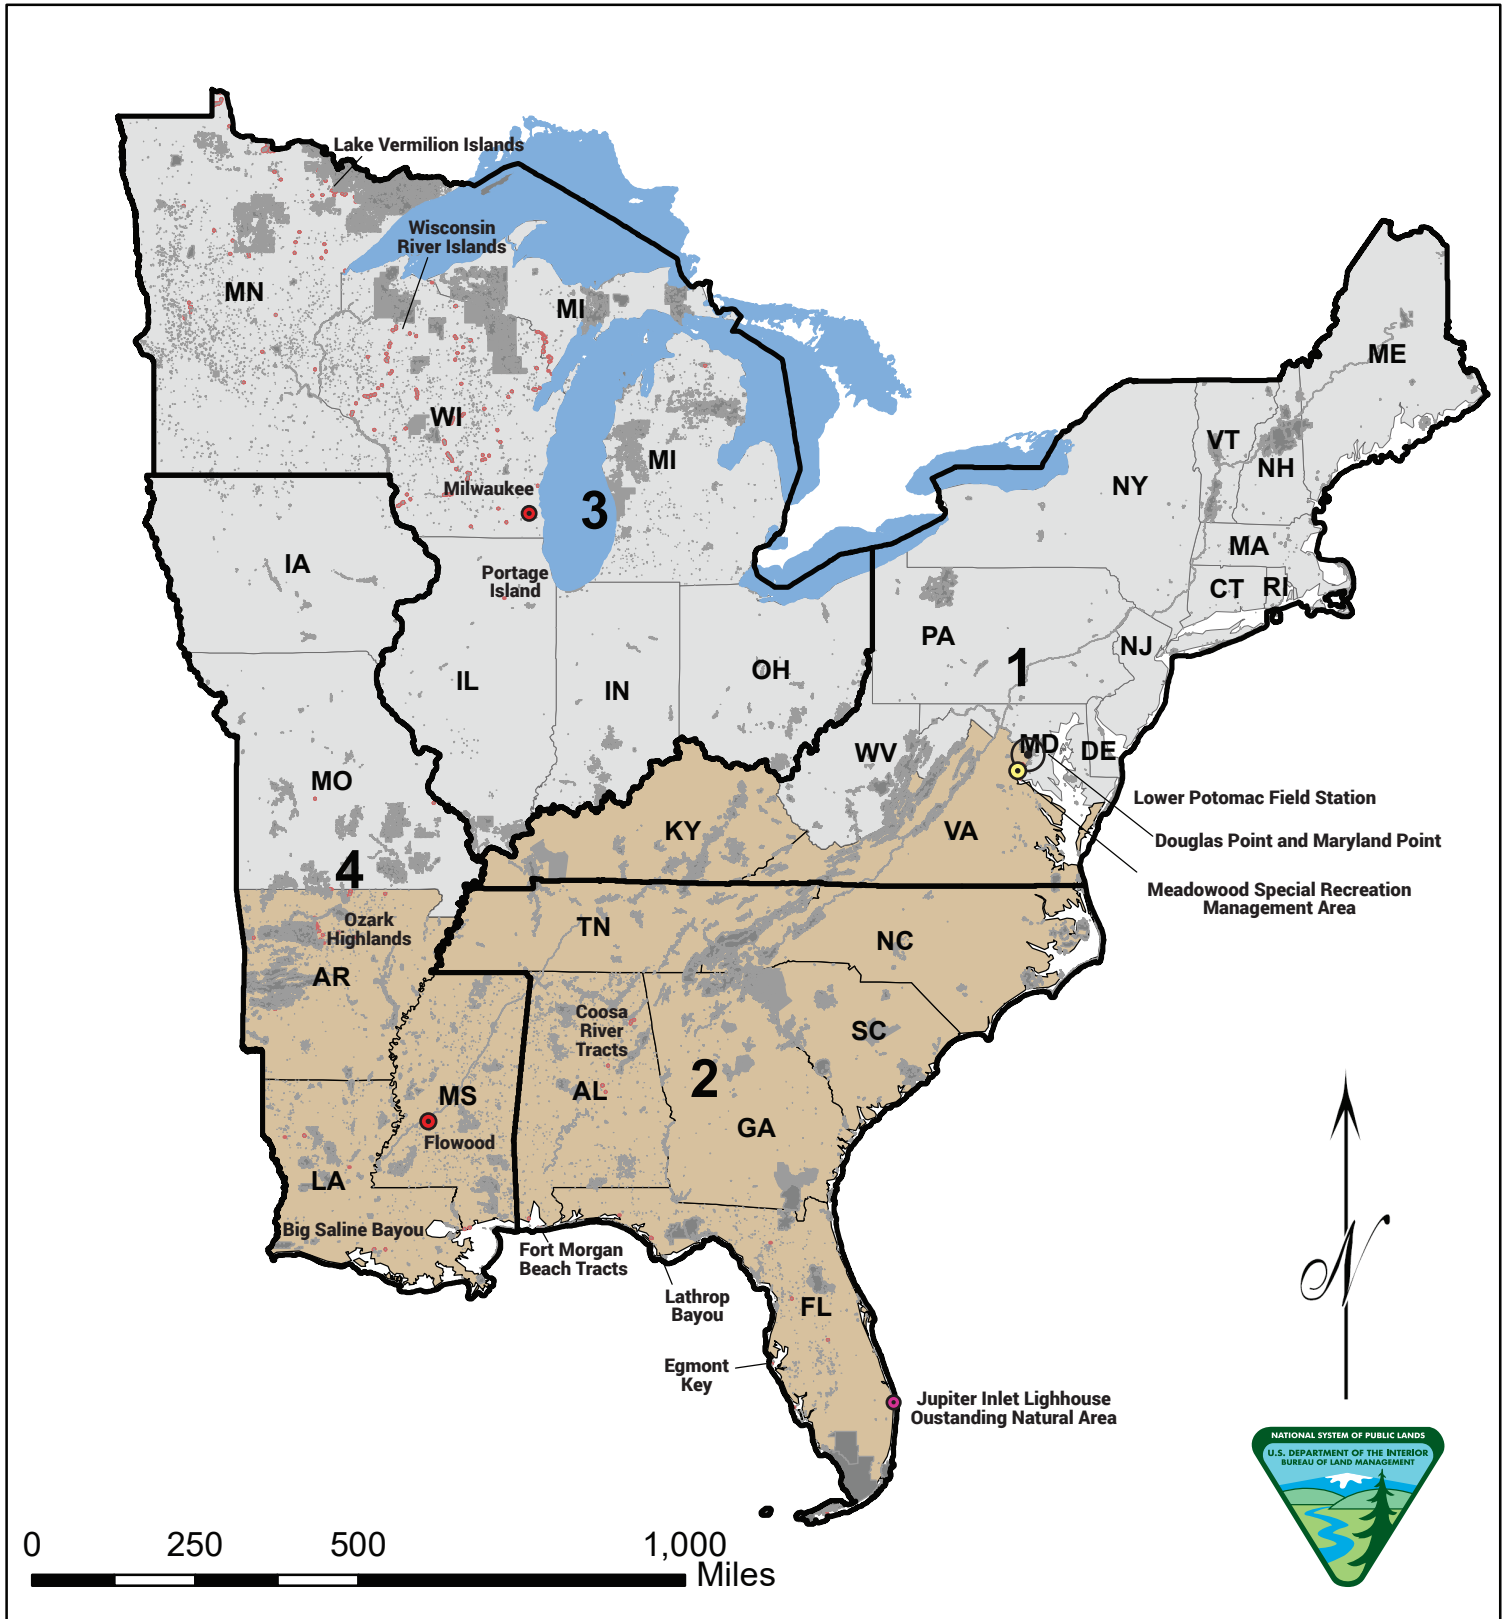 Lake Vermilion Islands
Wisconsin
River Islands
MN
MI
ME
WI
MI
VT
NH
NY
Milwaukee
3
MA
IA
Portage
Island
CT
RI
PA
NJ
1
IL
IN
OH
MD
DE
WV
MO
Lower Potomac Field Station
KY
VA
Douglas Point and Maryland Point
4
Meadowood Special Recreation
Management Area
Ozark
Highlands
TN
NC
AR
Coosa
River
Tracts
SC
2
MS
AL
GA
Flowood
LA
Big Saline Bayou
Fort Morgan
Beach Tracts
Lathrop
Bayou
FL
Egmont
Key
Jupiter Inlet Lighhouse
Oustanding Natural Area
N
NATIONAL SYSTEM OF PUBLIC LANDS
U.S. DEPARTMENT OF THE INTERIOR
BUREAU OF LAND MANAGEMENT
0 250 500 1,000
Miles